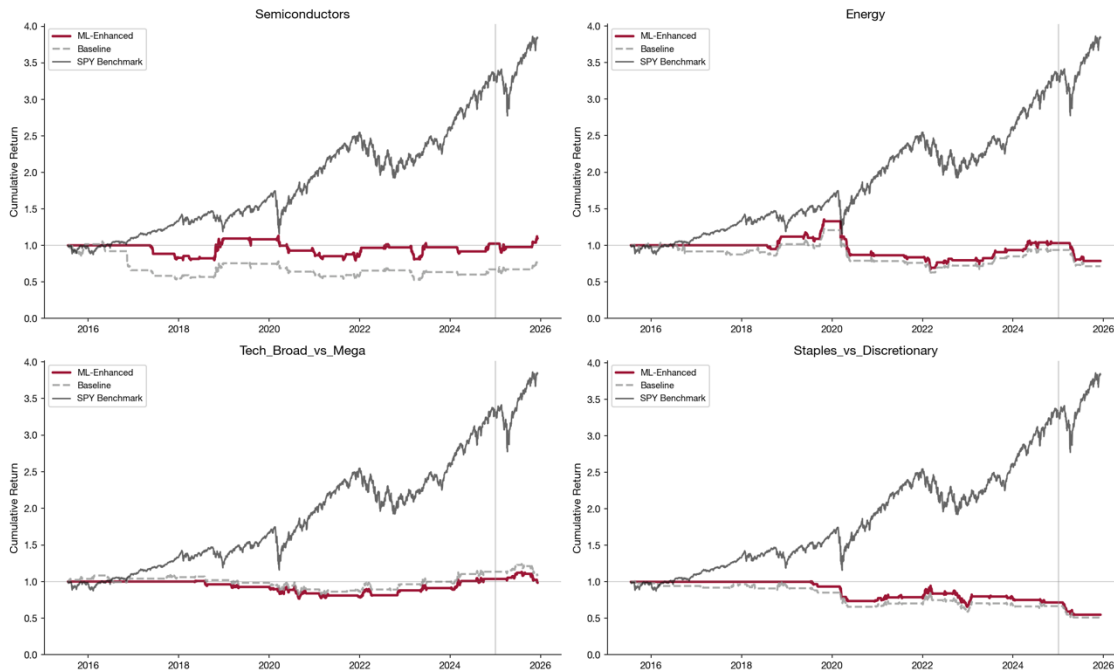 Semiconductors
ML-Enhanced
Baseline
SPY Benchmark
Cumulative Return
4.0
3.5
3.0
2.5
2.0
1.5
1.0
0.5
0.0
2016 2018 2020 2022 2024 2026
Energy
ML-Enhanced
Baseline
SPY Benchmark
Cumulative Return
4.0
3.5
3.0
2.5
2.0
1.5
1.0
0.5
0.0
2016 2018 2020 2022 2024 2026
Tech_Broad_vs_Mega
ML-Enhanced
Baseline
SPY Benchmark
Cumulative Return
4.0
3.5
3.0
2.5
2.0
1.5
1.0
0.5
0.0
2016 2018 2020 2022 2024 2026
Staples_vs_Discretionary
ML-Enhanced
Baseline
SPY Benchmark
Cumulative Return
4.0
3.5
3.0
2.5
2.0
1.5
1.0
0.5
0.0
2016 2018 2020 2022 2024 2026